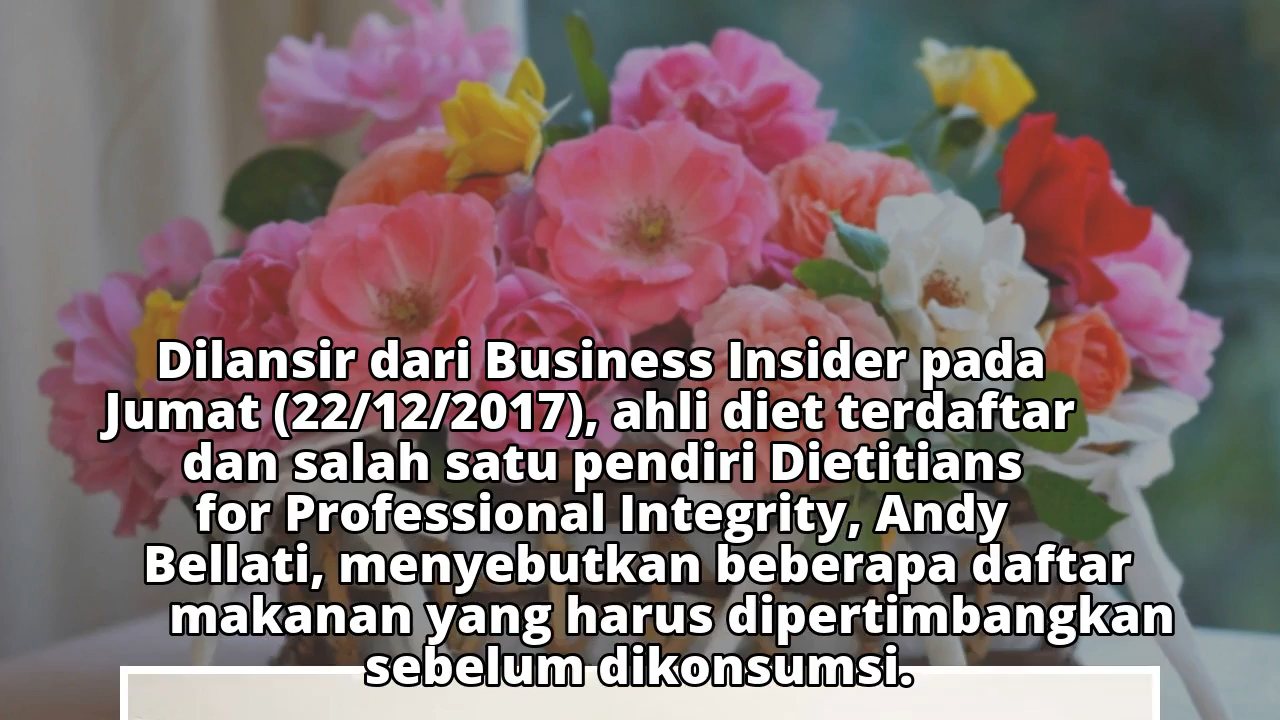 Dilansir dari Business Insider pada
Jumat (22/12/2017), ahli diet terdaftar
dan salah satu pendiri Dietitians
for Professional Integrity, Andy
Bellati, menyebutkan beberapa daftar
makanan yang harus dipertimbangkan
sebelum dikonsumsi.